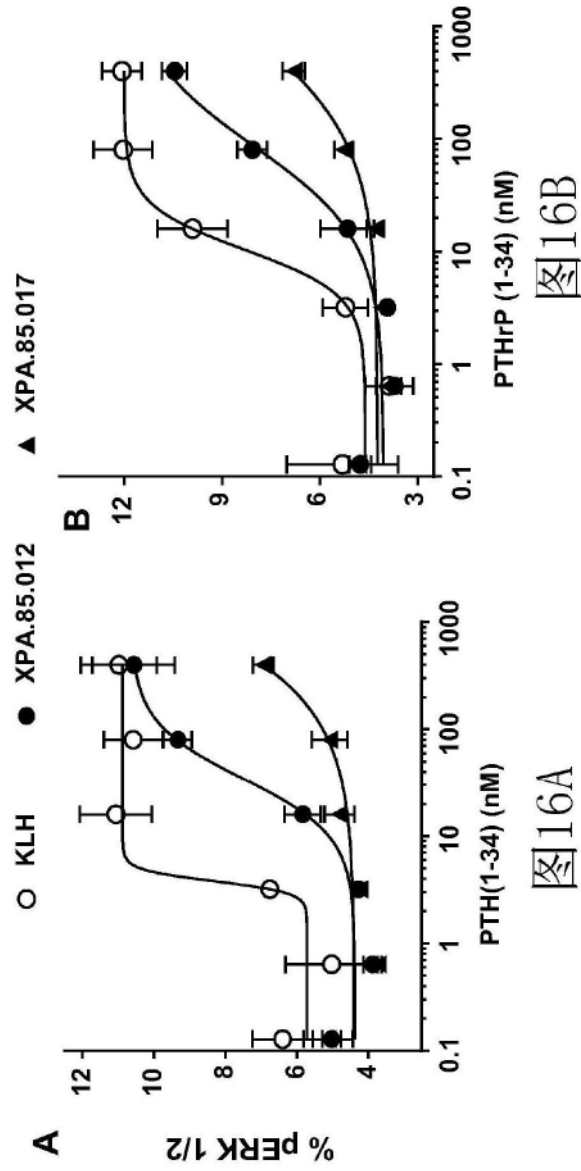 KLH
XPA.85.012
XPA.85.017
A
% pERK 1/2
12
10
8
6
4
0.1
1
10
100
1000
PTH(1-34) (nM)
图16A
B
12
9
6
3
0.1
1
10
100
1000
PTHrP (1-34) (nM)
图16B